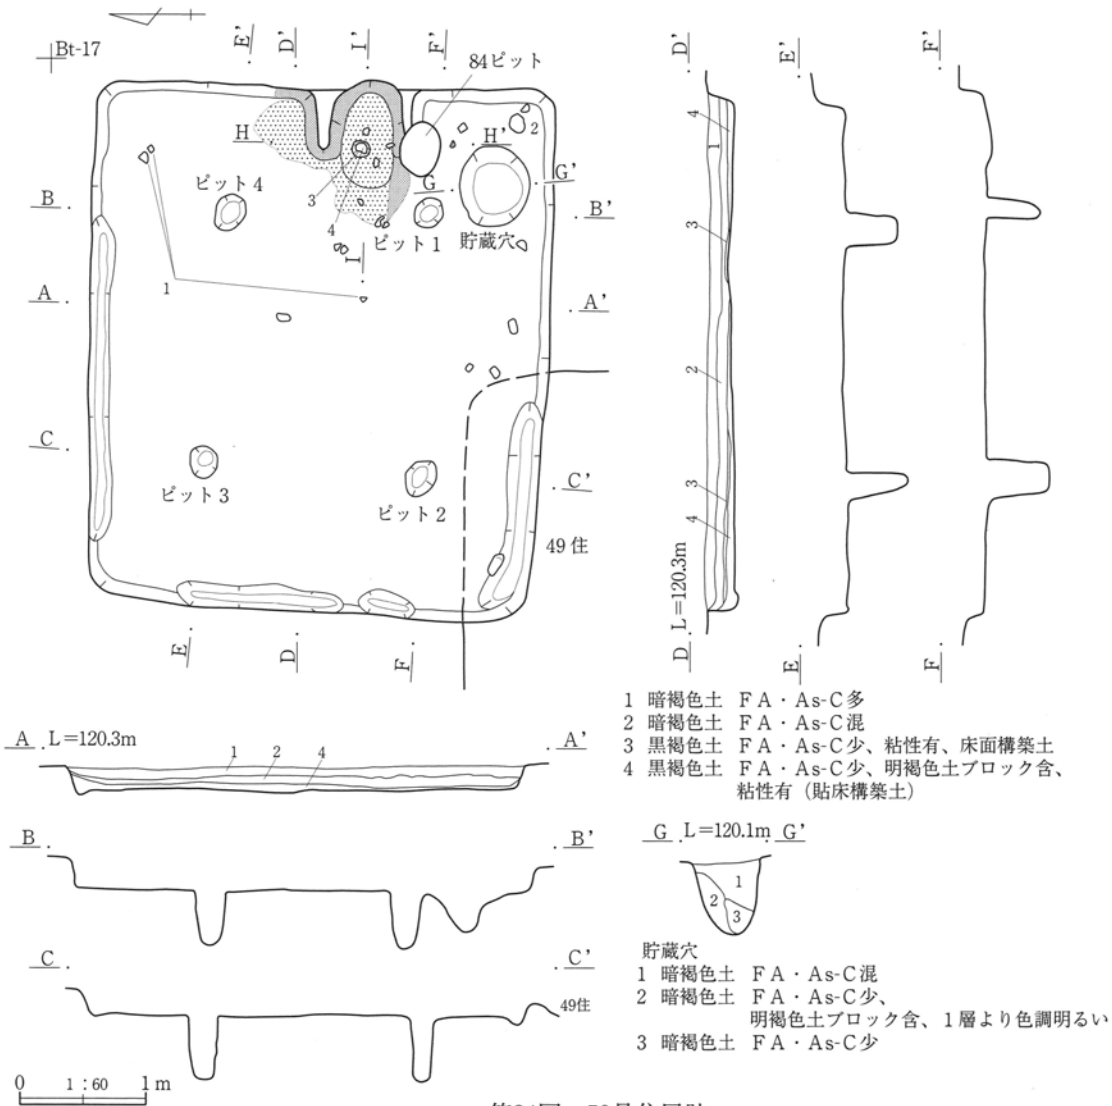 Bt-17
E'
D'
I'
F'
84ピット
H
H'
2
G
G'
ピット4
3
4
B
B'
ピット1
貯蔵穴
I
1
A
A'
C
C'
ピット3
ピット2
49住
E
D
F
D'
E'
F'
4
1
3
2
3
4
L=120.3m
D
E
F
1 暗褐色土 FA・As-C多
2 暗褐色土 FA・As-C混
3 黒褐色土 FA・As-C少、粘性有、床面構築土
4 黒褐色土 FA・As-C少、明褐色土ブロック含、
粘性有(貼床構築土)
A L=120.3m A'
1 2 4
B B'
C C'
49住
G L=120.1m G'
1
2
3
貯蔵穴
1 暗褐色土 FA・As-C混
2 暗褐色土 FA・As-C少、
明褐色土ブロック含、1層より色調明るい
3 暗褐色土 FA・As-C少
0 1:60 1m